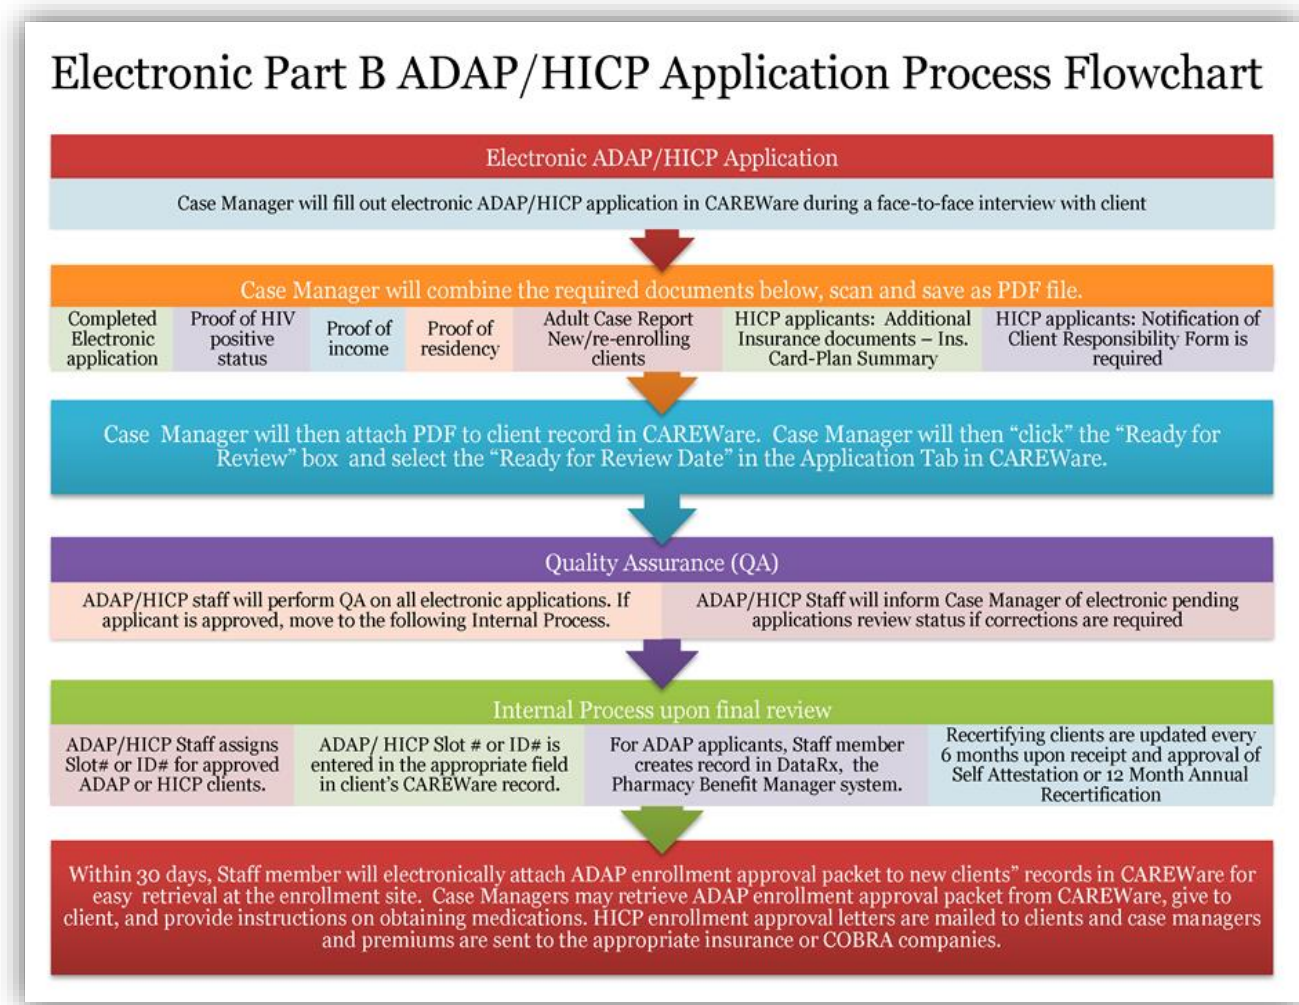 Electronic Part B ADAP/HICP Application Process Flowchart
Electronic ADAP/HICP Application
Case Manager will fill out electronic ADAP/HICP application in CAREWare during a face-to-face interview with client
Case Manager will combine the required documents below, scan and save as PDF file.
Completed
Electronic
application
Proof of HIV
positive
status
Proof of
income
Proof of
residency
Adult Case Report
New/re-enrolling
clients
HICP applicants: Additional
Insurance documents – Ins.
Card-Plan Summary
HICP applicants: Notification of
Client Responsibility Form is
required
Case Manager will then attach PDF to client record in CAREWare. Case Manager will then “click” the “Ready for
Review” box and select the “Ready for Review Date” in the Application Tab in CAREWare.
Quality Assurance (QA)
ADAP/HICP staff will perform QA on all electronic applications. If
applicant is approved, move to the following Internal Process.
ADAP/HICP Staff will inform Case Manager of electronic pending
applications review status if corrections are required
Internal Process upon final review
ADAP/HICP Staff assigns
Slot# or ID# for approved
ADAP or HICP clients.
ADAP/ HICP Slot # or ID# is
entered in the appropriate field
in client’s CAREWare record.
For ADAP applicants, Staff member
creates record in DataRx, the
Pharmacy Benefit Manager system.
Recertifying clients are updated every
6 months upon receipt and approval of
Self Attestation or 12 Month Annual
Recertification
Within 30 days, Staff member will electronically attach ADAP enrollment approval packet to new clients” records in CAREWare for
easy retrieval at the enrollment site. Case Managers may retrieve ADAP enrollment approval packet from CAREWare, give to
client, and provide instructions on obtaining medications. HICP enrollment approval letters are mailed to clients and case managers
and premiums are sent to the appropriate insurance or COBRA companies.